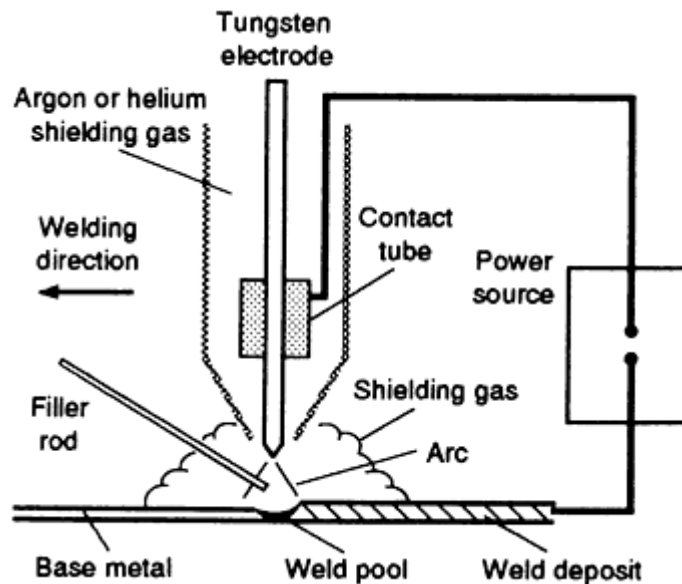 Tungsten
electrode
Argon or helium
shielding gas
Welding
direction
Contact
tube
Power
source
Filler
rod
Shielding gas
Arc
Base metal
Weld pool
Weld deposit